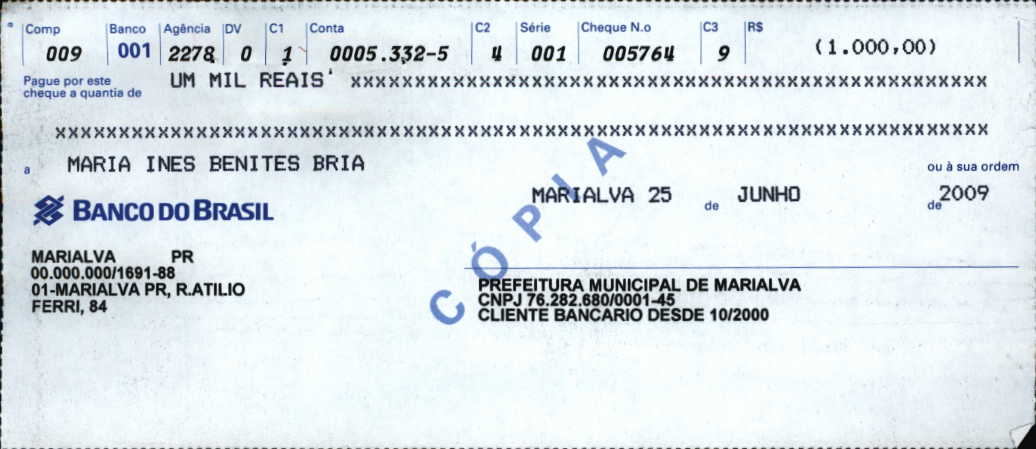 Comp Banco Agência DV C1 Conta C2 Série Cheque N.o C3 R$
009 001 2278 0 1 0005.332-5 4 001 005764 9 (1.000,00)
Pague por este
cheque a quantia de UM MIL REAIS' xxxxxxxxxxxxxxxxxxxxxxxxxxxxxxxxxxxxxxxxxxxxxxxxxxxxxxxxxxx
xxxxxxxxxxxxxxxxxxxxxxxxxxxxxxxxxxxxxxxxxxxxxxxxxxxxxxxxxxxxxxxxxxxxxxxxxxxxxx
a MARIA INES BENITES BRIA ou à sua ordem
MARIALVA 25 de JUNHO de 2009
BANCO DO BRASIL
CÓPIA
MARIALVA PR
00.000.000/1691-88
01-MARIALVA PR, R.ATILIO
FERRI, 84
PREFEITURA MUNICIPAL DE MARIALVA
CNPJ 76.282.680/0001-45
CLIENTE BANCARIO DESDE 10/2000